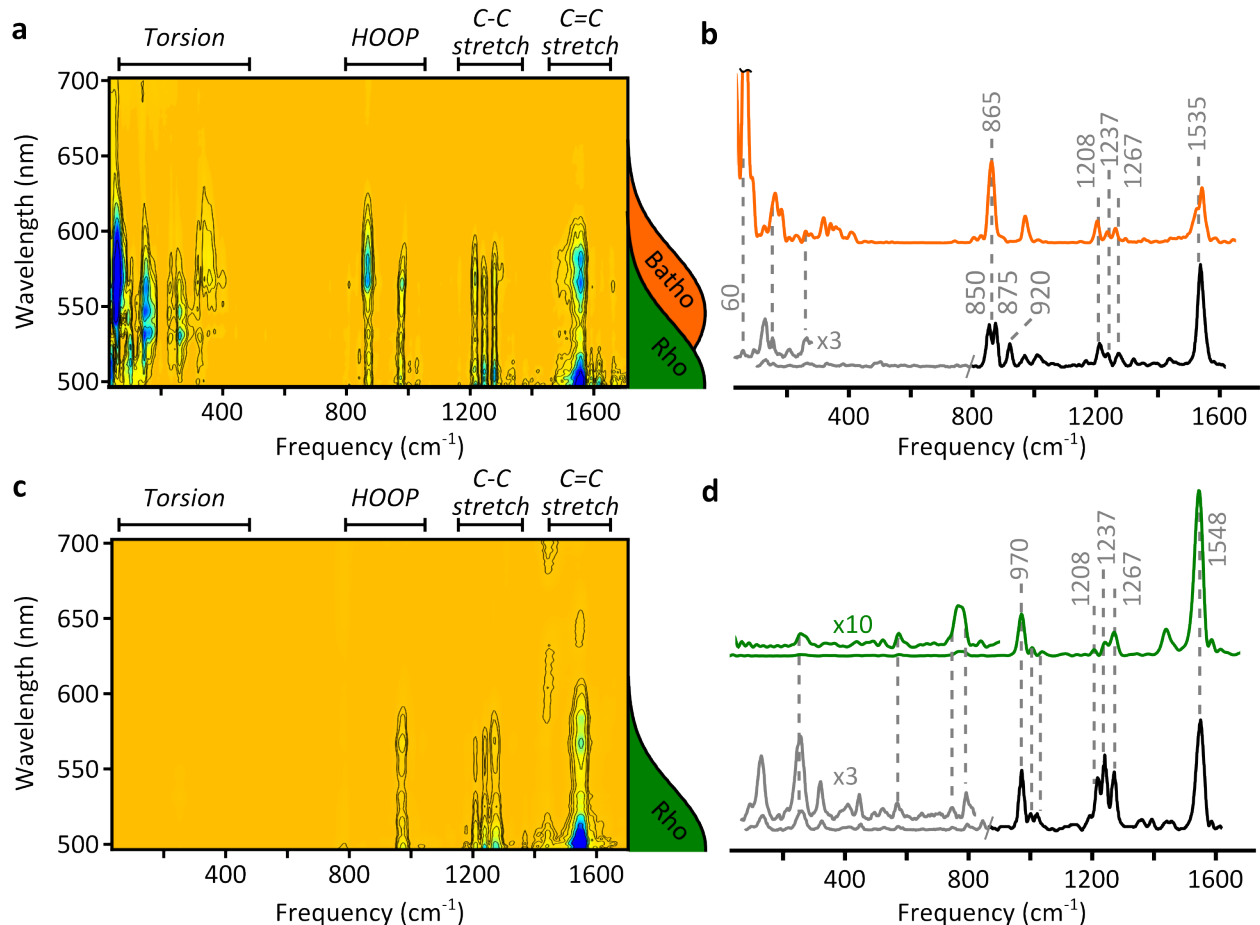 a
Torsion
HOOP
C-C
stretch
C=C
stretch
700
650
600
550
500
Wavelength (nm)
Batho
Rho
400
800
1200
1600
Frequency (cm-1)
b
865
1208
1237
1267
1535
60
x3
850
875
920
400
800
1200
1600
Frequency (cm-1)
c
Torsion
HOOP
C-C
stretch
C=C
stretch
700
650
600
550
500
Wavelength (nm)
Rho
400
800
1200
1600
Frequency (cm-1)
d
970
1208
1237
1267
1548
x10
x3
400
800
1200
1600
Frequency (cm-1)